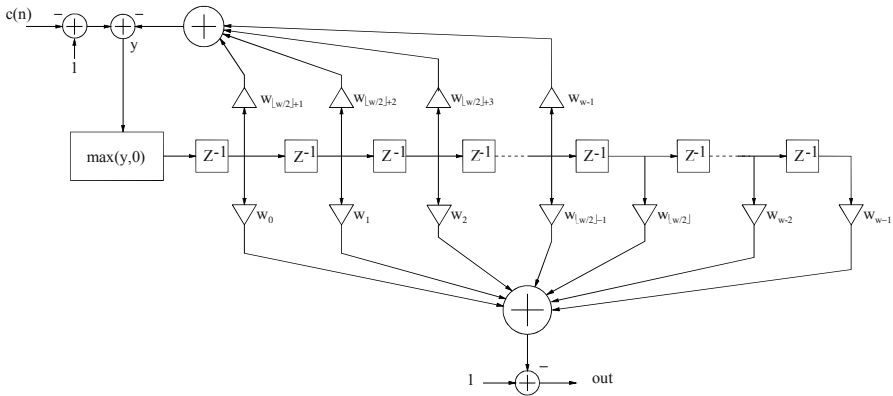 c(n) − −
1 y
w⌊w/2⌋+1 w⌊w/2⌋+2 w⌊w/2⌋+3 ww-1
max(y,0) Z-1 Z-1 Z-1 Z-1 Z-1 Z-1 Z-1
w0 w1 w2 w⌊w/2⌋−1 w⌊w/2⌋ ww-2 ww−1
1 − out